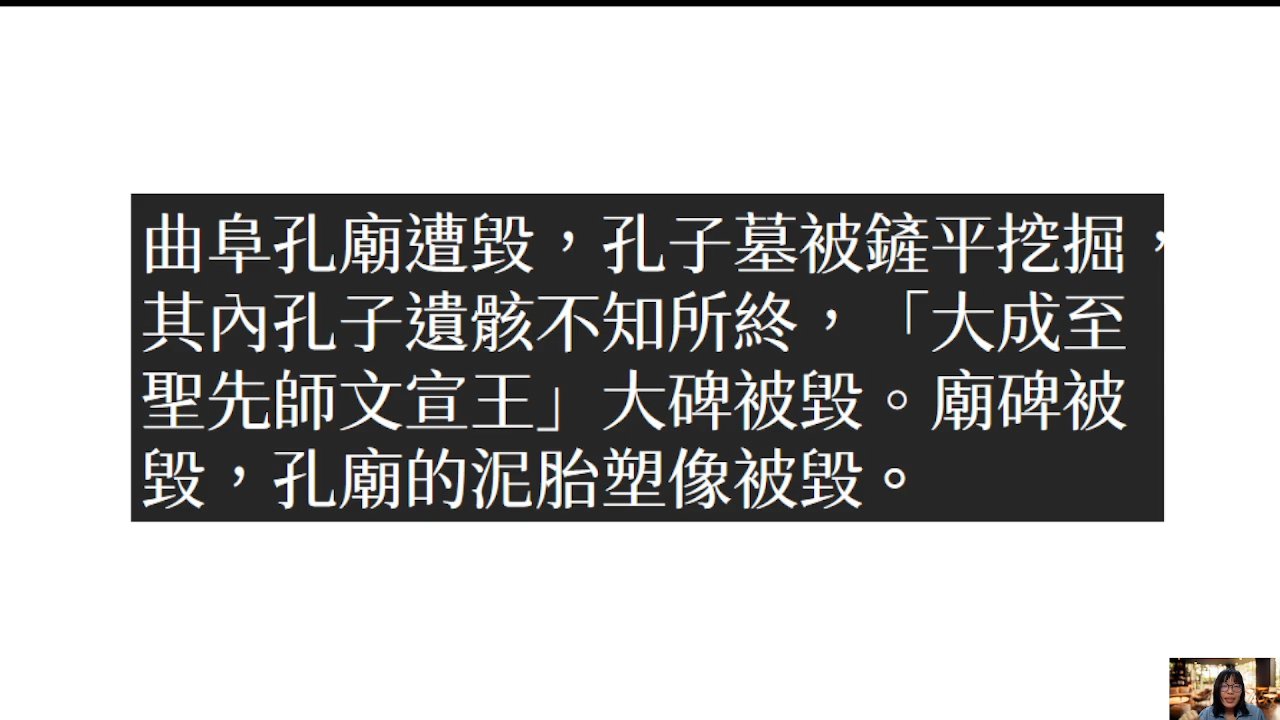 曲阜孔廟遭毀，孔子墓被鏟平挖掘，
其內孔子遺骸不知所終，「大成至
聖先師文宣王」大碑被毀。廟碑被
毀，孔廟的泥胎塑像被毀。